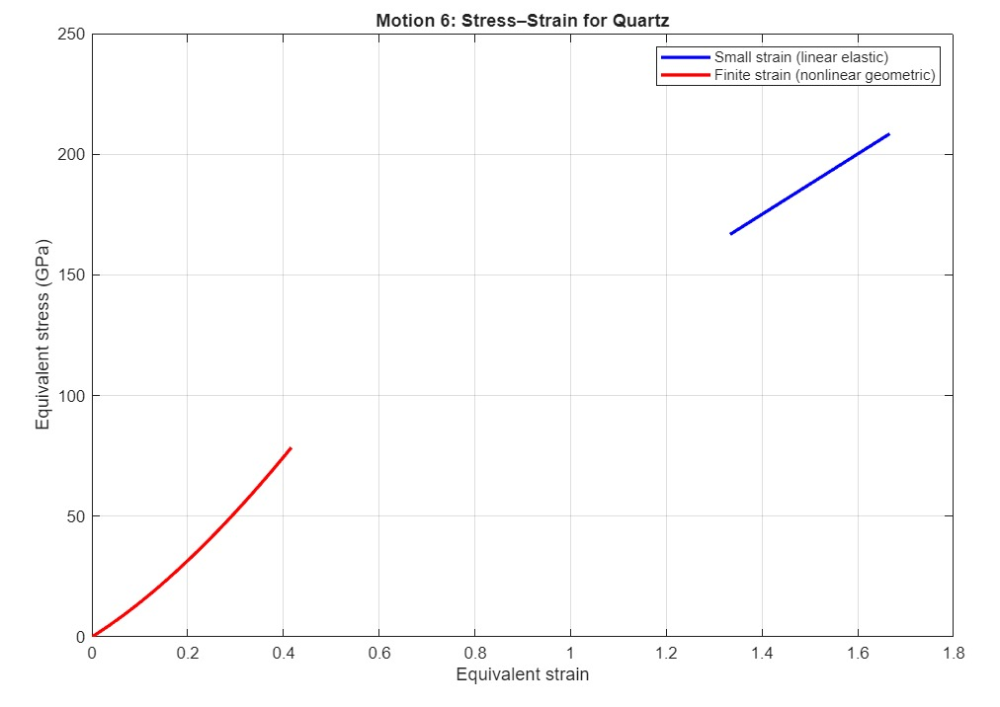 Motion 6: Stress–Strain for Quartz
Small strain (linear elastic)
Finite strain (nonlinear geometric)
Equivalent stress (GPa)
250
200
150
100
50
0
0 0.2 0.4 0.6 0.8 1 1.2 1.4 1.6 1.8
Equivalent strain